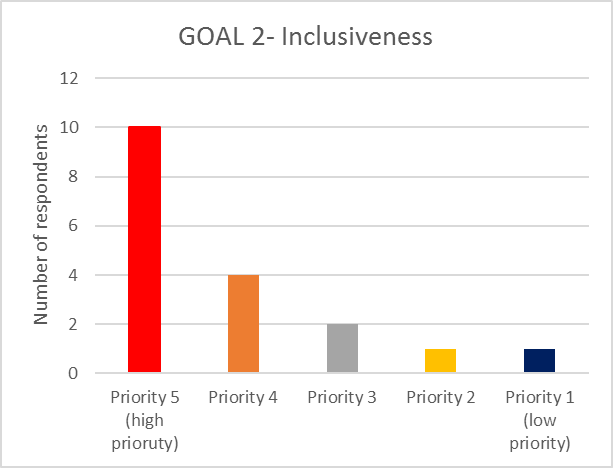 GOAL 2- Inclusiveness
12
10
8
6
4
2
0
Number of respondents
Priority 5
(high
prioruty)
Priority 4
Priority 3
Priority 2
Priority 1
(low
priority)